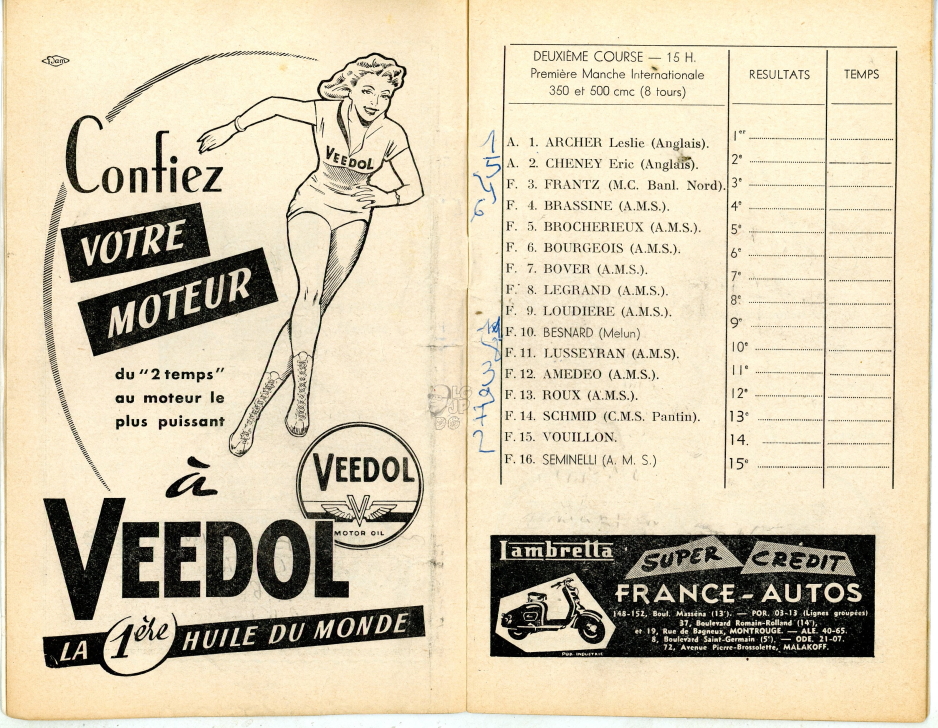 Confiez
VOTRE
MOTEUR
du "2 temps"
au moteur le
plus puissant
à
VEEDOL
LA 1ère HUILE DU MONDE
VEEDOL
VEEDOL
MOTOR OIL
DEUXIÈME COURSE — 15 H.
Première Manche Internationale
350 et 500 cmc (8 tours)
RESULTATS
TEMPS
A. 1. ARCHER Leslie (Anglais).
A. 2. CHENEY Eric (Anglais).
F. 3. FRANTZ (M.C. Banl. Nord).
F. 4. BRASSINE (A.M.S.).
F. 5. BROCHERIEUX (A.M.S.).
F. 6. BOURGEOIS (A.M.S.).
F. 7. BOVER (A.M.S.).
F. 8. LEGRAND (A.M.S.).
F. 9. LOUDIERE (A.M.S.).
F. 10. BESNARD (Melun)
F. 11. LUSSEYRAN (A.M.S).
F. 12. AMEDEO (A.M.S.).
F. 13. ROUX (A.M.S.).
F. 14. SCHMID (C.M.S. Pantin).
F. 15. VOUILLON.
F. 16. SEMINELLI (A. M. S.)
1er
2e
3e
4e
5e
6e
7e
8e
9e
10e
11e
12e
13e
14.
15e
Lambretta
SUPER CREDIT
FRANCE-AUTOS
148-152, Boul. Masséna (13e). — POR. 03-13 (Lignes groupées)
37, Boulevard Romain-Rolland (14e),
et 19, Rue de Bagneux, MONTROUGE. — ALE. 40-65.
8, Boulevard Saint-Germain (5e). — ODE. 21-07.
72, Avenue Pierre-Brossolette, MALAKOFF.
PUB. INDUSTRIE